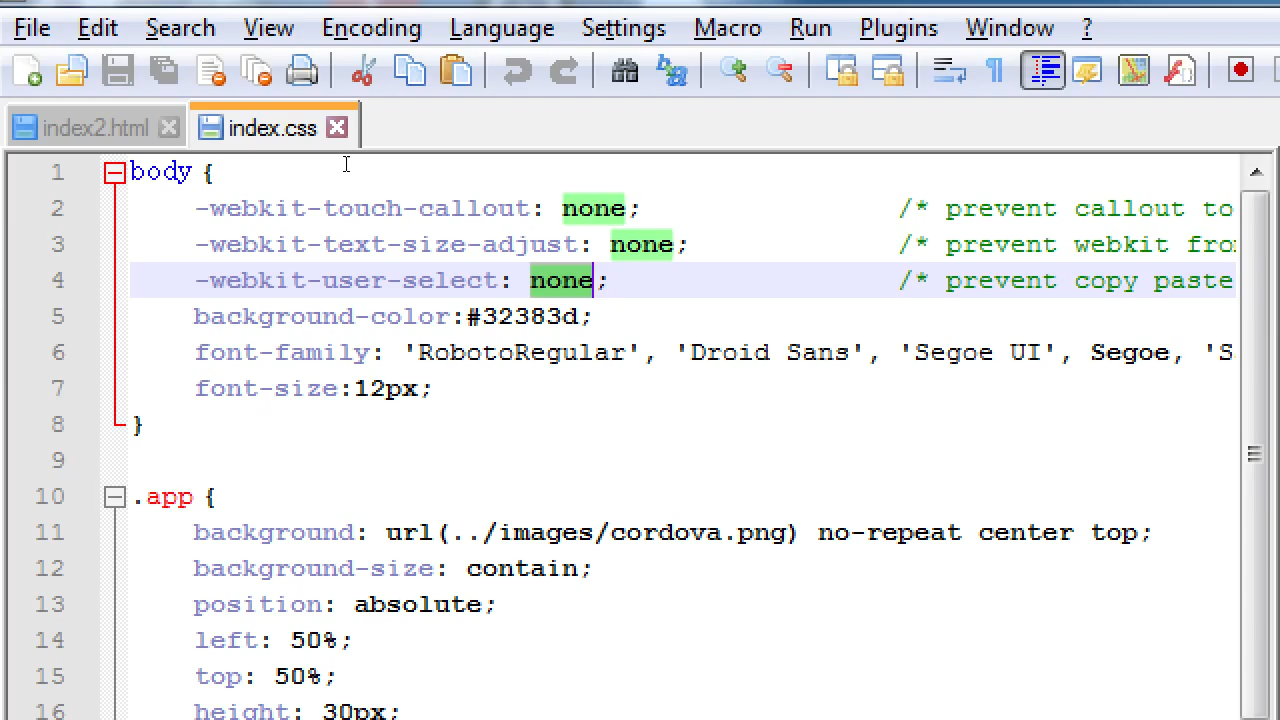 File Edit Search View Encoding Language Settings Macro Run Plugins Window ?
index2.html index.css
1 body {
2 -webkit-touch-callout: none; /* prevent callout to
3 -webkit-text-size-adjust: none; /* prevent webkit fro
4 -webkit-user-select: none; /* prevent copy paste
5 background-color:#32383d;
6 font-family: 'RobotoRegular', 'Droid Sans', 'Segoe UI', Segoe, 'S
7 font-size:12px;
8 }
9
10 .app {
11 background: url(../images/cordova.png) no-repeat center top;
12 background-size: contain;
13 position: absolute;
14 left: 50%;
15 top: 50%;
16 height: 30px;